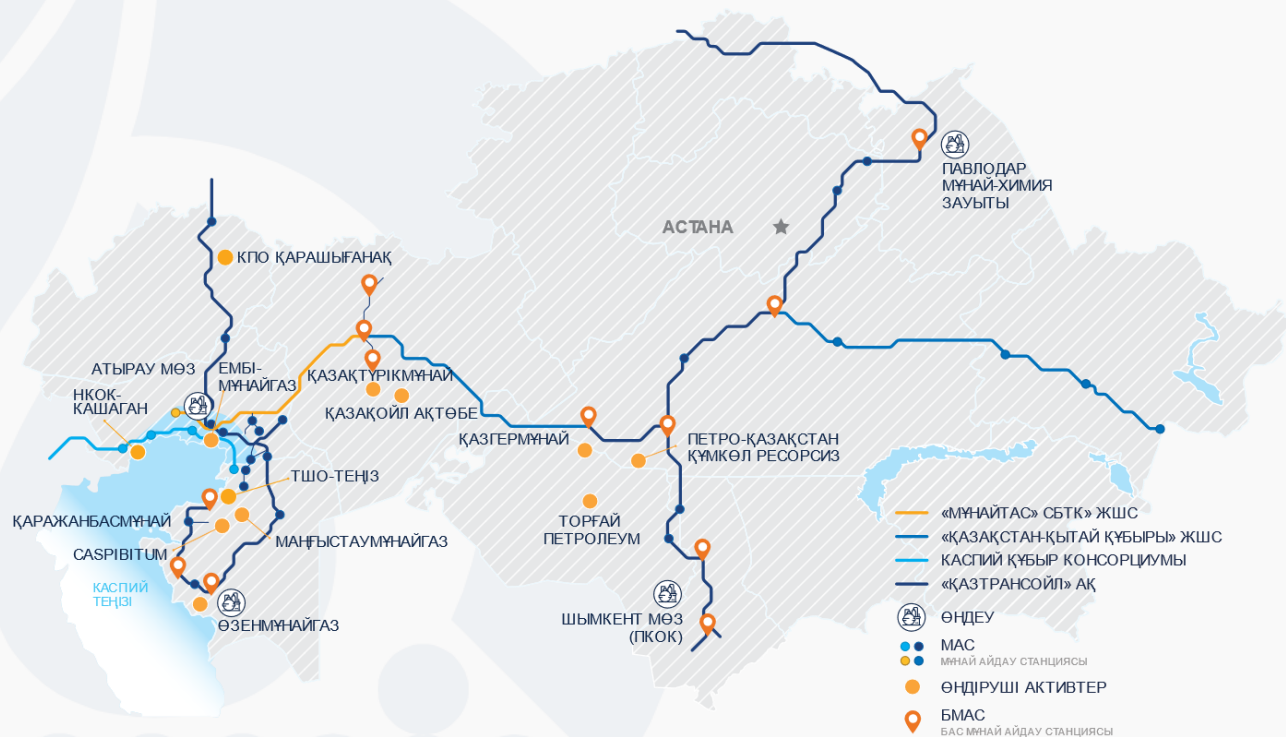 ПАВЛОДАР
МҰНАЙ-ХИМИЯ
ЗАУЫТЫ
АСТАНА
КПО ҚАРАШЫҒАНАҚ
АТЫРАУ МӨЗ
ЕМБІ-
МҰНАЙГАЗ
НКОК-
КАШАГАН
ҚАЗАҚТҮРІКМҰНАЙ
ҚАЗАҚОЙЛ АҚТӨБЕ
ҚАЗГЕРМҰНАЙ
ПЕТРО-ҚАЗАҚСТАН
ҚҰМКӨЛ РЕСОРСИЗ
ТШО-ТЕҢІЗ
ҚАРАЖАНБАСМҰНАЙ
МАҢҒЫСТАУМҰНАЙГАЗ
CASPIBITUM
ТОРҒАЙ
ПЕТРОЛЕУМ
КАСПИЙ
ТЕҢІЗІ
ӨЗЕНМҰНАЙГАЗ
ШЫМКЕНТ МӨЗ
(ПКОК)
«МҰНАЙТАС» СБТК» ЖШС
«ҚАЗАҚСТАН-ҚЫТАЙ ҚҰБЫРЫ» ЖШС
КАСПИЙ ҚҰБЫР КОНСОРЦИУМЫ
«ҚАЗТРАНСОЙЛ» АҚ
ӨНДЕУ
МАС
МҰНАЙ АЙДАУ СТАНЦИЯСЫ
ӨНДІРУШІ АКТИВТЕР
БМАС
БАС МҰНАЙ АЙДАУ СТАНЦИЯСЫ